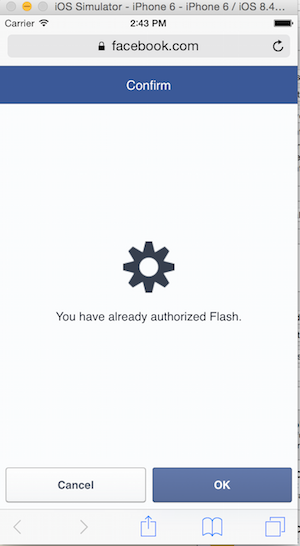 iOS Simulator - iPhone 6 - iPhone 6 / iOS 8.4...
Carrier 2:43 PM
facebook.com
Confirm
You have already authorized Flash.
Cancel OK